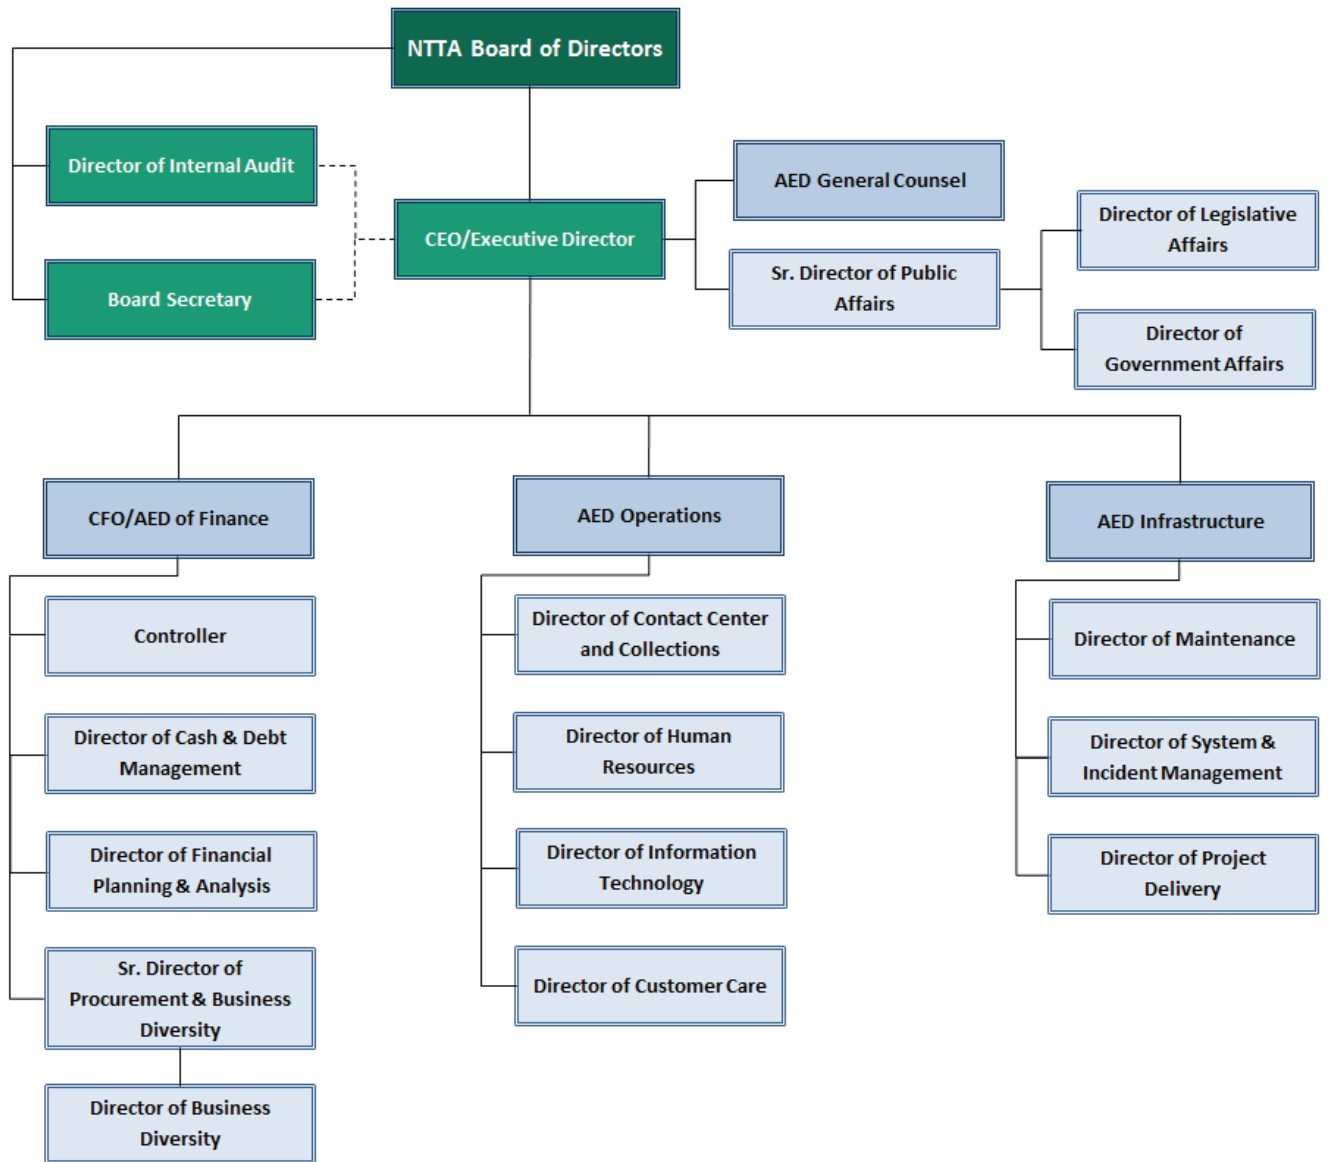 NTTA Board of Directors
Director of Internal Audit
Board Secretary
CEO/Executive Director
AED General Counsel
Sr. Director of Public
Affairs
Director of Legislative
Affairs
Director of
Government Affairs
CFO/AED of Finance
Controller
Director of Cash & Debt
Management
Director of Financial
Planning & Analysis
Sr. Director of
Procurement & Business
Diversity
Director of Business
Diversity
AED Operations
Director of Contact Center
and Collections
Director of Human
Resources
Director of Information
Technology
Director of Customer Care
AED Infrastructure
Director of Maintenance
Director of System &
Incident Management
Director of Project
Delivery